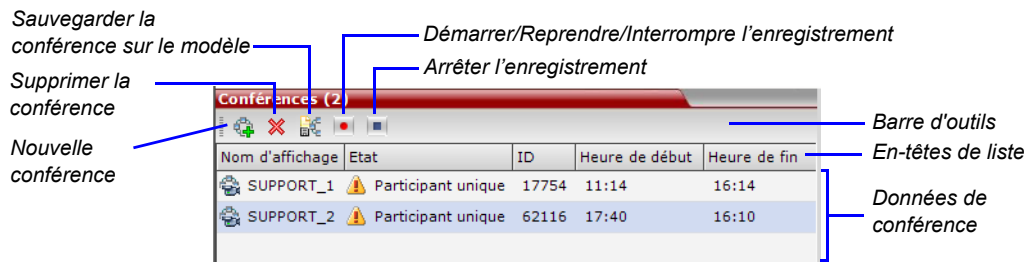 Sauvegarder la
conférence sur le modèle
Démarrer/Reprendre/Interrompre l'enregistrement
Supprimer la
conférence
Arrêter l'enregistrement
Nouvelle
conférence
Conférences (2)
Barre d'outils
Nom d'affichage Etat ID Heure de début Heure de fin
En-têtes de liste
SUPPORT_1 Participant unique 17754 11:14 16:14
SUPPORT_2 Participant unique 62116 17:40 16:10
Données de
conférence